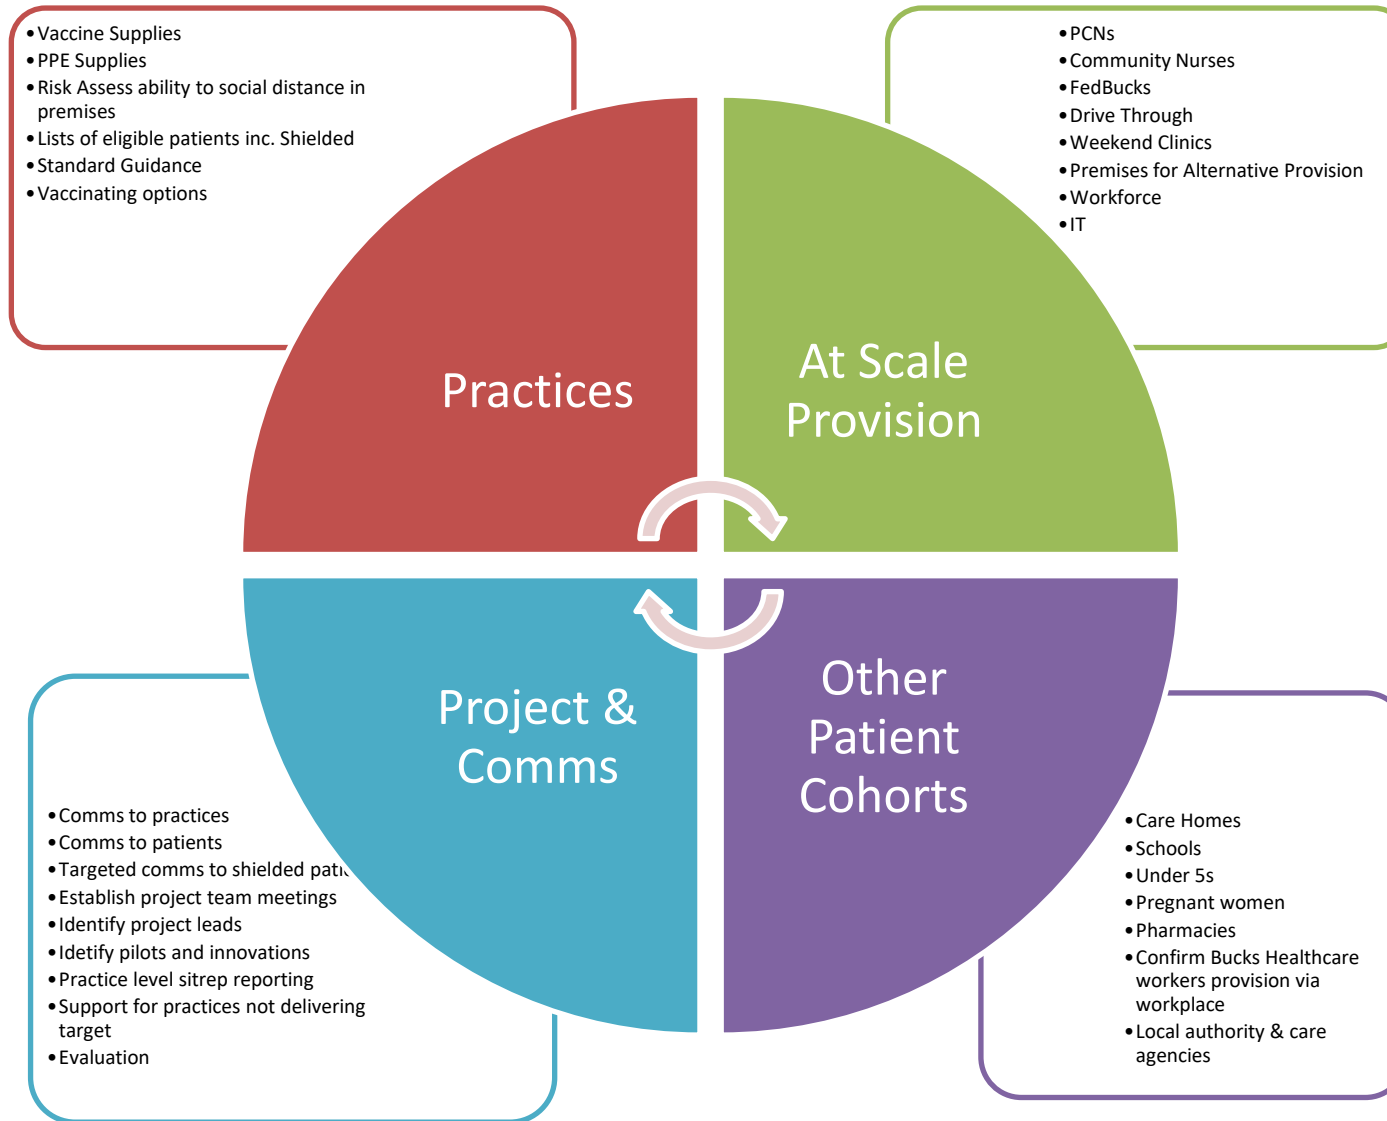 •Vaccine Supplies
•PPE Supplies
•Risk Assess ability to social distance in
premises
•Lists of eligible patients inc. Shielded
•Standard Guidance
•Vaccinating options
•PCNs
•Community Nurses
•FedBucks
•Drive Through
•Weekend Clinics
•Premises for Alternative Provision
•Workforce
•IT
Practices
At Scale
Provision
Project &
Comms
Other
Patient
Cohorts
•Comms to practices
•Comms to patients
•Targeted comms to shielded
•Establish project team meetings
•Identify project leads
•Idetify pilots and innovations
•Practice level sitrep reporting
•Support for practices not delivering
target
•Evaluation
•Care Homes
•Schools
•Under 5s
•Pregnant women
•Pharmacies
•Confirm Bucks Healthcare
workers provision via
workplace
•Local authority & care
agencies